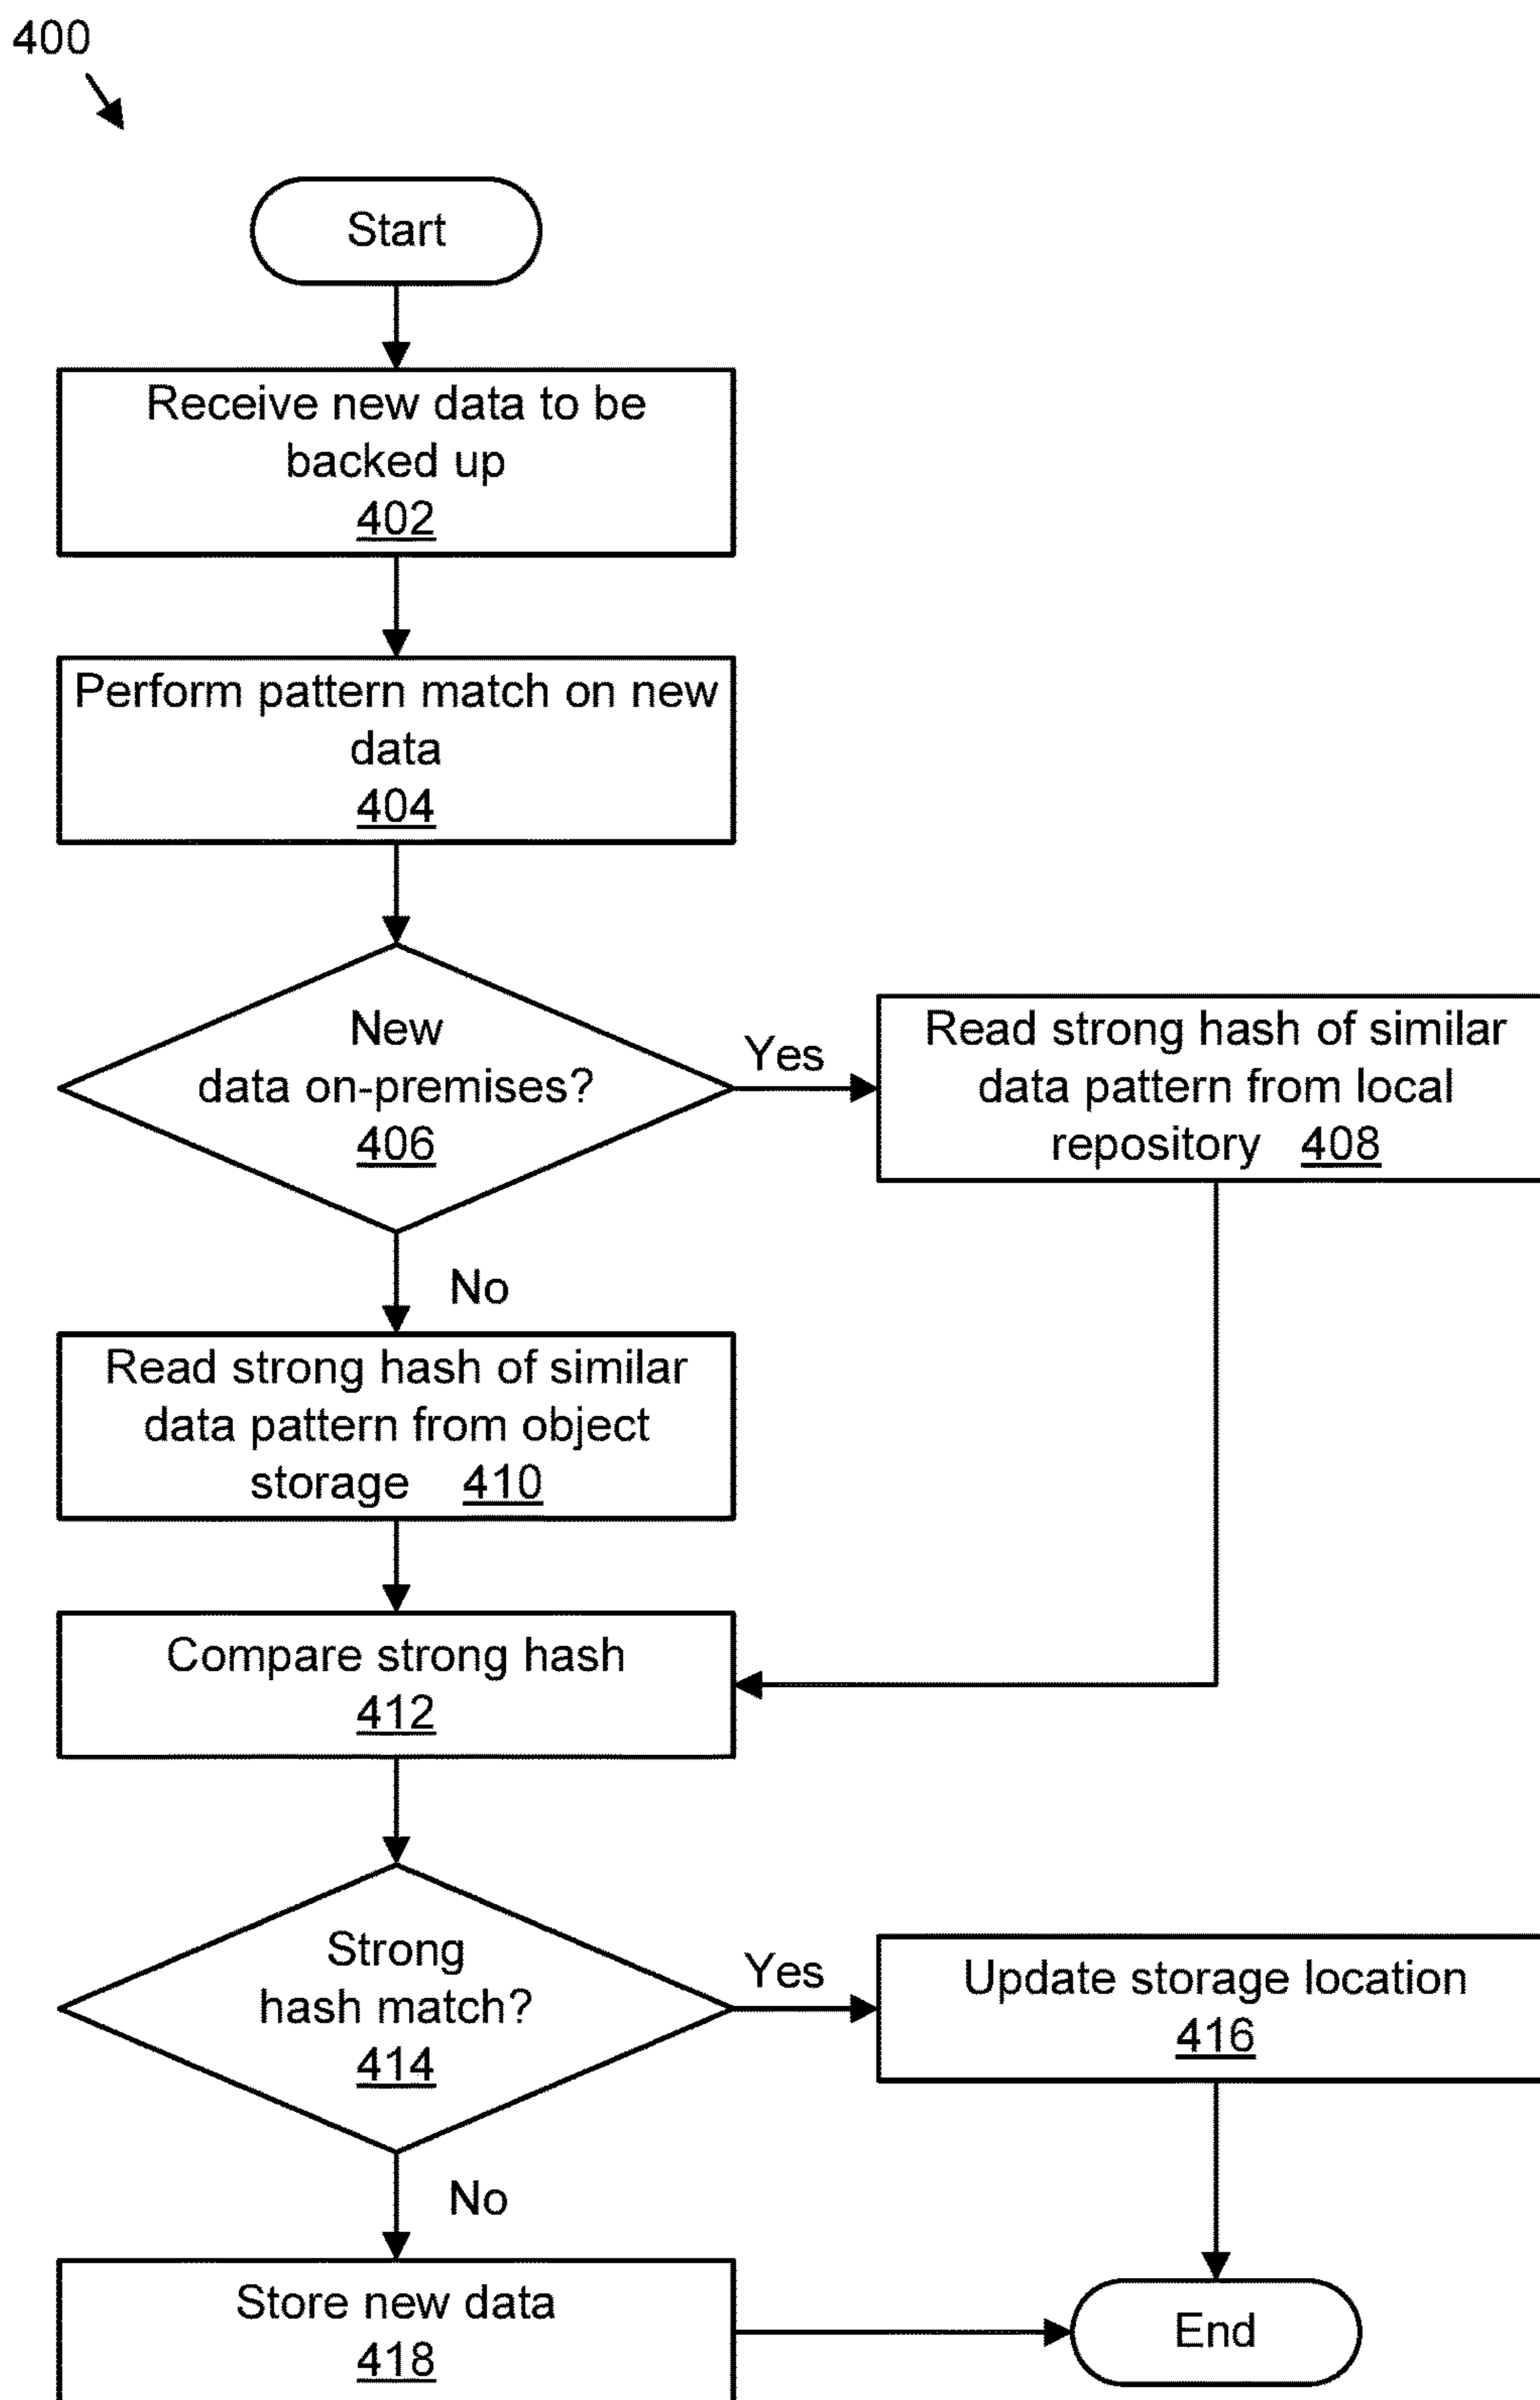 400
Start
Receive new data to be
backed up
402
Perform pattern match on new
data
404
New
data on-premises?
406
Yes
Read strong hash of similar
data pattern from local
repository 408
No
Read strong hash of similar
data pattern from object
storage 410
Compare strong hash
412
Strong
hash match?
414
Yes
Update storage location
416
No
Store new data
418
End